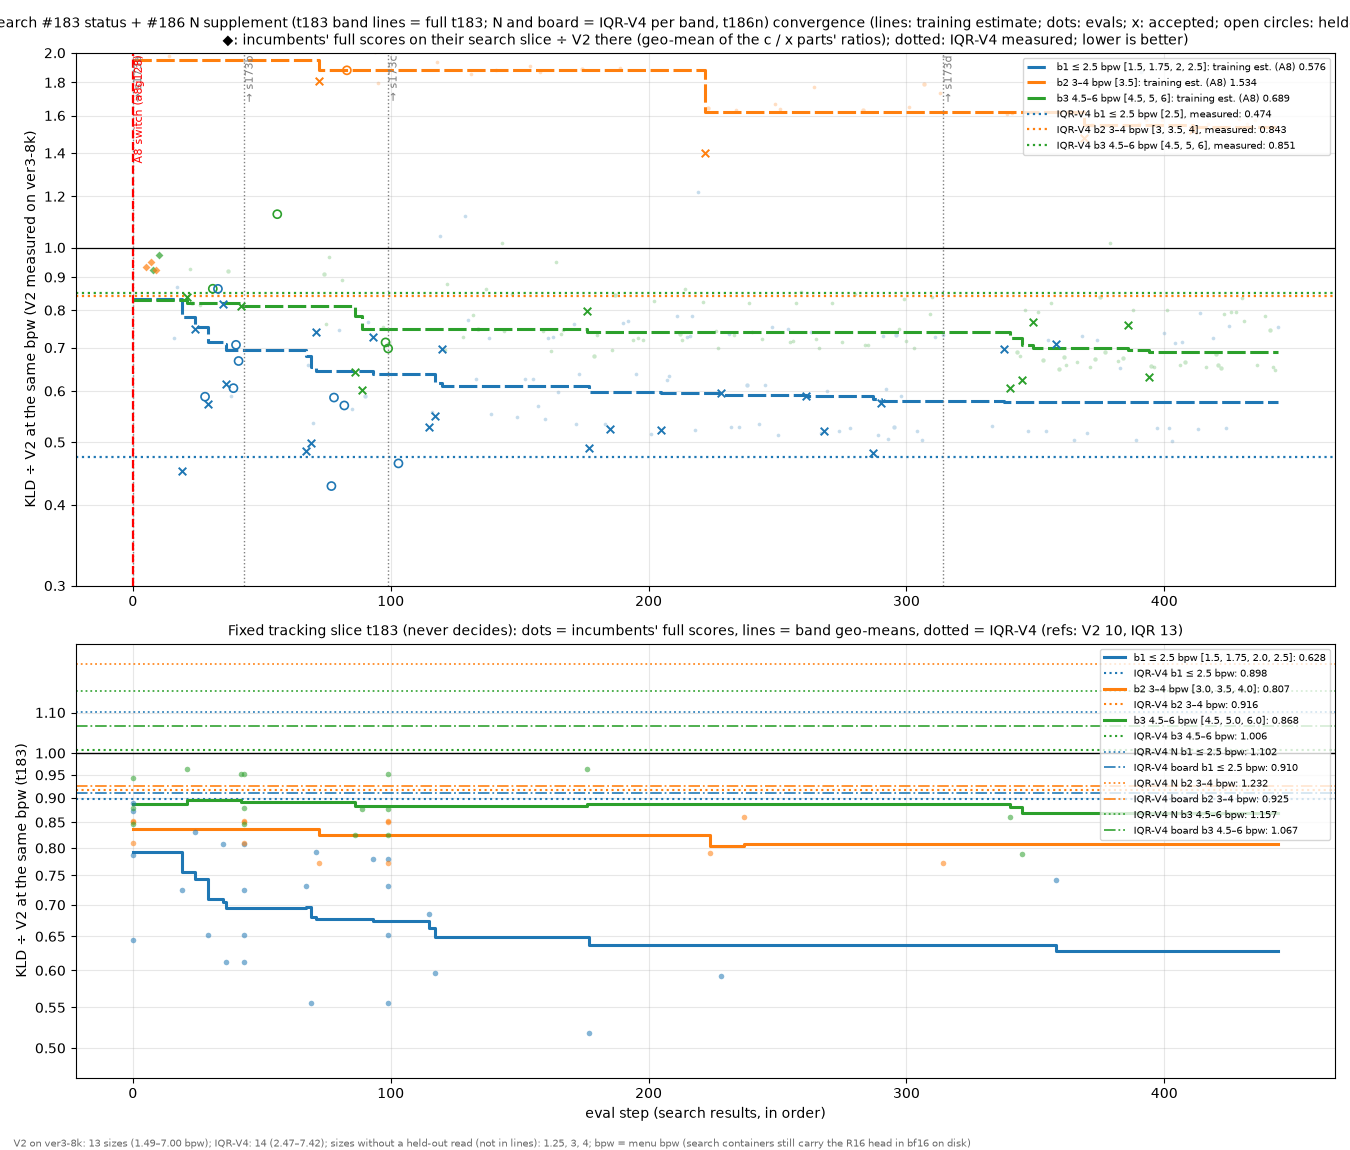 earch #183 status + #186 N supplement (t183 band lines = full t183; N and board = IQR-V4 per band, t186n) convergence (lines: training estimate; dots: evals; x: accepted; open circles: held
◆: incumbents' full scores on their search slice ÷ V2 there (geo-mean of the c / x parts' ratios); dotted: IQR-V4 measured; lower is better)
KLD ÷ V2 at the same bpw (V2 measured on ver3-8k)
2.0
1.8
1.6
1.4
1.2
1.0
0.9
0.8
0.7
0.6
0.5
0.4
0.3
A8 switch
→ s173b
→ s173c
→ s173d
b1 ≤ 2.5 bpw [1.5, 1.75, 2, 2.5]: training est. (A8) 0.576
b2 3–4 bpw [3.5]: training est. (A8) 1.534
b3 4.5–6 bpw [4.5, 5, 6]: training est. (A8) 0.689
IQR-V4 b1 ≤ 2.5 bpw [2.5], measured: 0.474
IQR-V4 b2 3–4 bpw [3, 3.5, 4], measured: 0.843
IQR-V4 b3 4.5–6 bpw [4.5, 5, 6], measured: 0.851
0
100
200
300
400
Fixed tracking slice t183 (never decides): dots = incumbents' full scores, lines = band geo-means, dotted = IQR-V4 (refs: V2 10, IQR 13)
KLD ÷ V2 at the same bpw (t183)
1.10
1.00
0.95
0.90
0.85
0.80
0.75
0.70
0.65
0.60
0.55
0.50
b1 ≤ 2.5 bpw [1.5, 1.75, 2.0, 2.5]: 0.628
IQR-V4 b1 ≤ 2.5 bpw: 0.898
b2 3–4 bpw [3.0, 3.5, 4.0]: 0.807
IQR-V4 b2 3–4 bpw: 0.916
b3 4.5–6 bpw [4.5, 5.0, 6.0]: 0.868
IQR-V4 b3 4.5–6 bpw: 1.006
IQR-V4 N b1 ≤ 2.5 bpw: 1.102
IQR-V4 board b1 ≤ 2.5 bpw: 0.910
IQR-V4 N b2 3–4 bpw: 1.232
IQR-V4 board b2 3–4 bpw: 0.925
IQR-V4 N b3 4.5–6 bpw: 1.157
IQR-V4 board b3 4.5–6 bpw: 1.067
0
100
200
300
400
eval step (search results, in order)
V2 on ver3-8k: 13 sizes (1.49–7.00 bpw); IQR-V4: 14 (2.47–7.42); sizes without a held-out read (not in lines): 1.25, 3, 4; bpw = menu bpw (search containers still carry the R16 head in bf16 on disk)